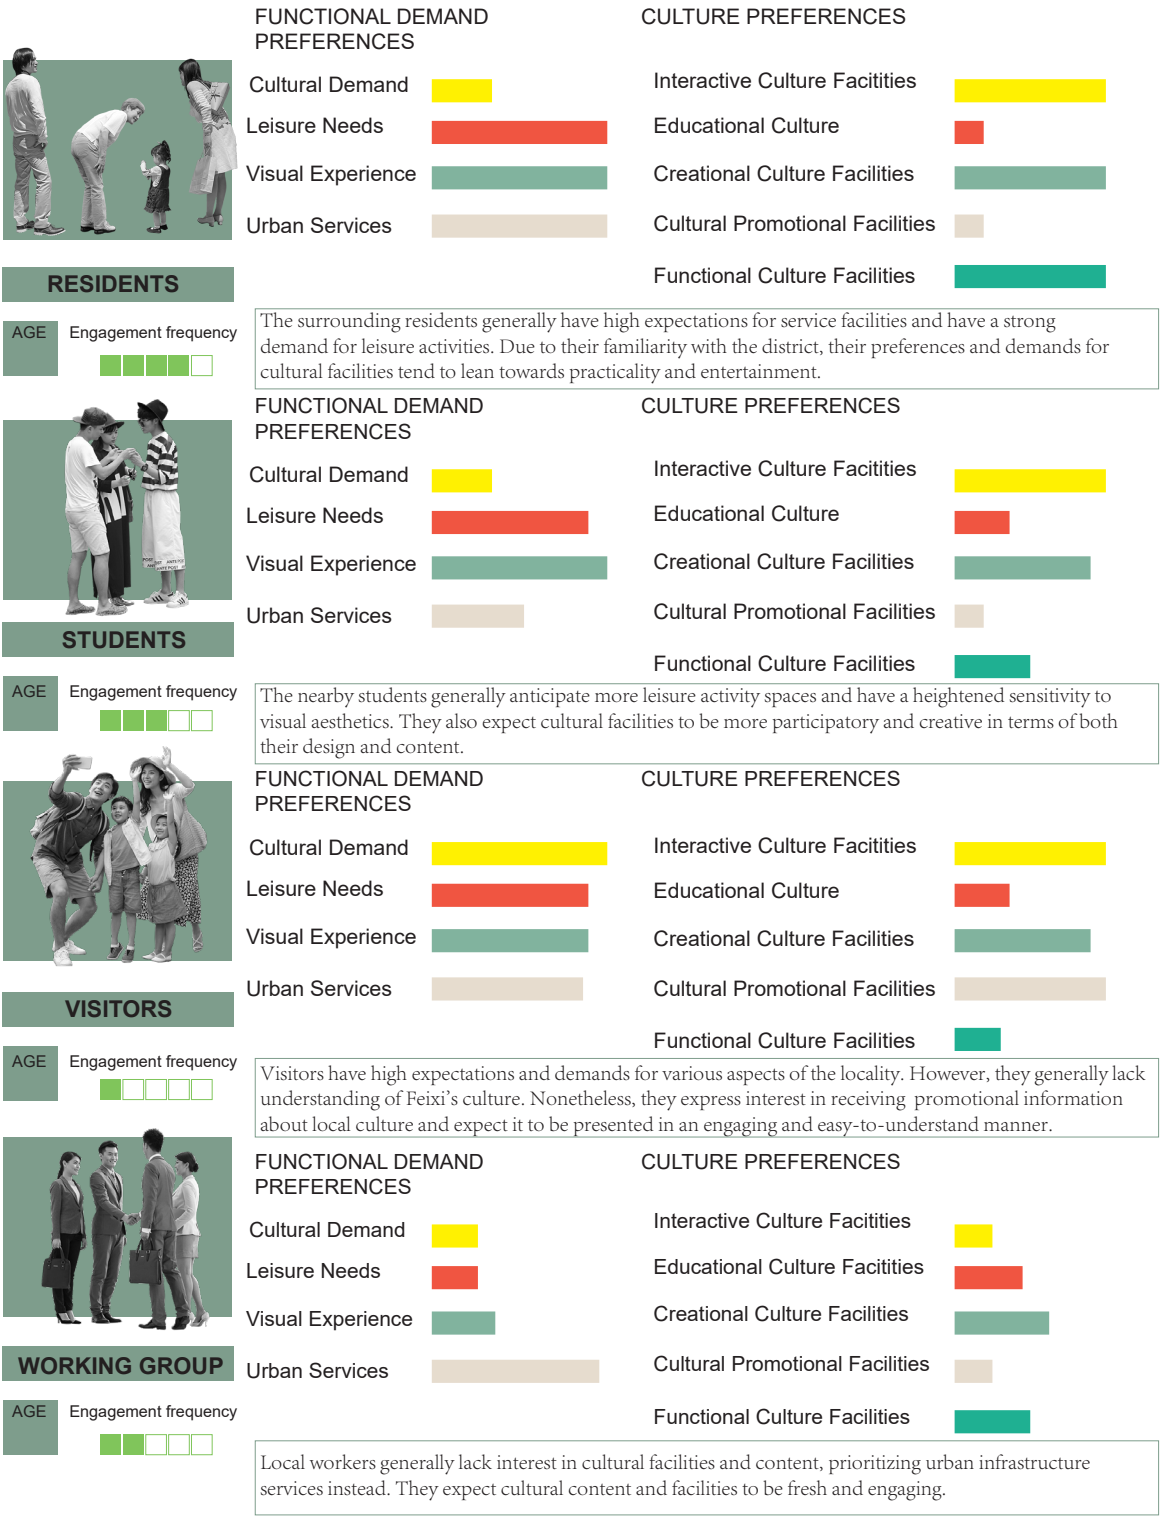 FUNCTIONAL DEMAND
PREFERENCES
CULTURE PREFERENCES
Cultural Demand
Leisure Needs
Visual Experience
Urban Services
Interactive Culture Facitities
Educational Culture
Creational Culture Facilities
Cultural Promotional Facilities
Functional Culture Facilities
RESIDENTS
AGE
Engagement frequency
The surrounding residents generally have high expectations for service facilities and have a strong
demand for leisure activities. Due to their familiarity with the district, their preferences and demands for
cultural facilities tend to lean towards practicality and entertainment.
FUNCTIONAL DEMAND
PREFERENCES
CULTURE PREFERENCES
Cultural Demand
Leisure Needs
Visual Experience
Urban Services
Interactive Culture Facitities
Educational Culture
Creational Culture Facilities
Cultural Promotional Facilities
Functional Culture Facilities
STUDENTS
AGE
Engagement frequency
The nearby students generally anticipate more leisure activity spaces and have a heightened sensitivity to
visual aesthetics. They also expect cultural facilities to be more participatory and creative in terms of both
their design and content.
FUNCTIONAL DEMAND
PREFERENCES
CULTURE PREFERENCES
Cultural Demand
Leisure Needs
Visual Experience
Urban Services
Interactive Culture Facitities
Educational Culture
Creational Culture Facilities
Cultural Promotional Facilities
Functional Culture Facilities
VISITORS
AGE
Engagement frequency
Visitors have high expectations and demands for various aspects of the locality. However, they generally lack
understanding of Feixi's culture. Nonetheless, they express interest in receiving promotional information
about local culture and expect it to be presented in an engaging and easy-to-understand manner.
FUNCTIONAL DEMAND
PREFERENCES
CULTURE PREFERENCES
Cultural Demand
Leisure Needs
Visual Experience
Urban Services
Interactive Culture Facitities
Educational Culture Facitities
Creational Culture Facilities
Cultural Promotional Facilities
Functional Culture Facilities
WORKING GROUP
AGE
Engagement frequency
Local workers generally lack interest in cultural facilities and content, prioritizing urban infrastructure
services instead. They expect cultural content and facilities to be fresh and engaging.